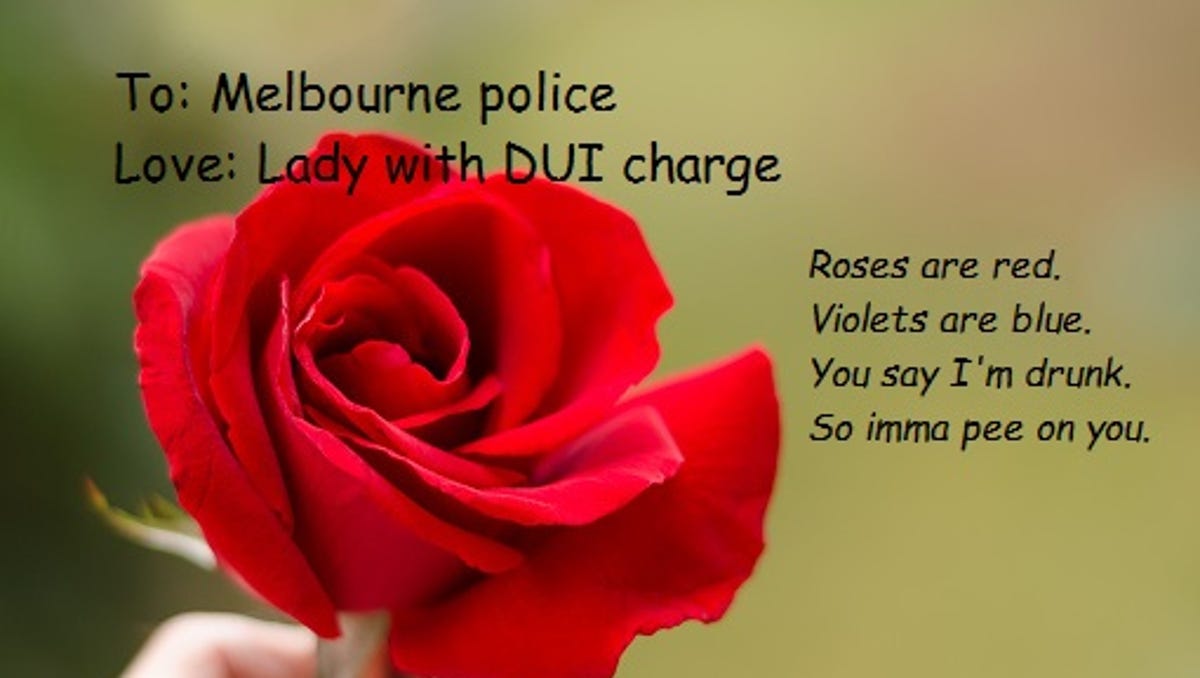 To: Melbourne police
Love: Lady with DUI charge
Roses are red.
Violets are blue.
You say I'm drunk.
So imma pee on you.